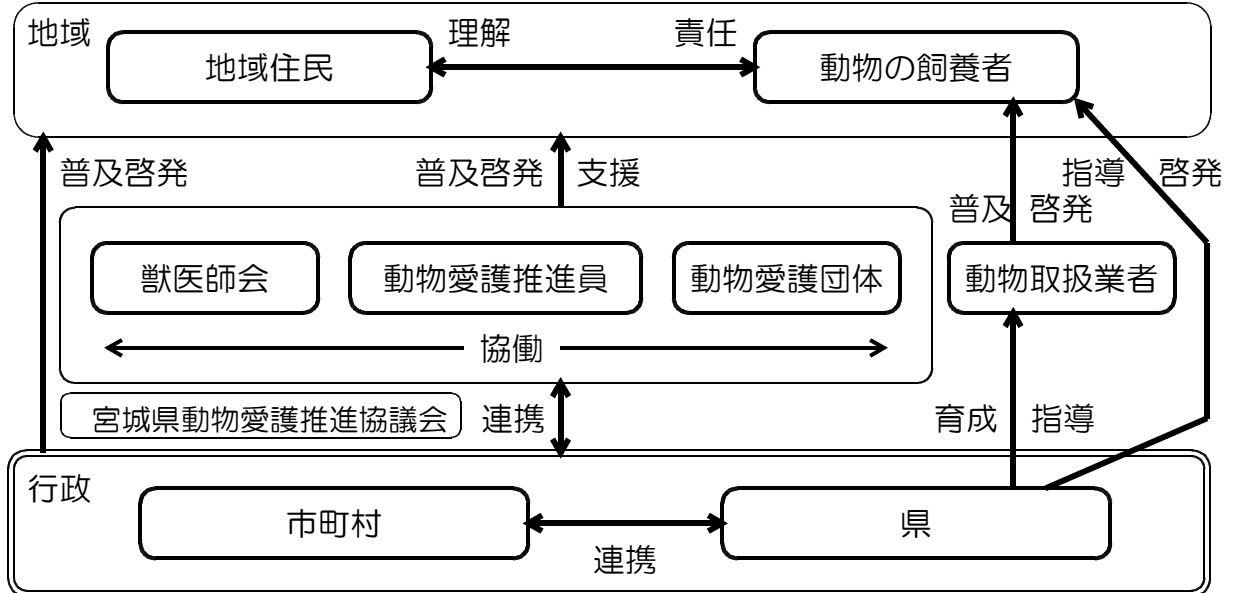 地域
理解
責任
地域住民
動物の飼養者
普及啓発
普及啓発
支援
指導
啓発
普及
啓発
獣医師会
動物愛護推進員
動物愛護団体
動物取扱業者
協働
宮城県動物愛護推進協議会
連携
育成
指導
行政
市町村
県
連携